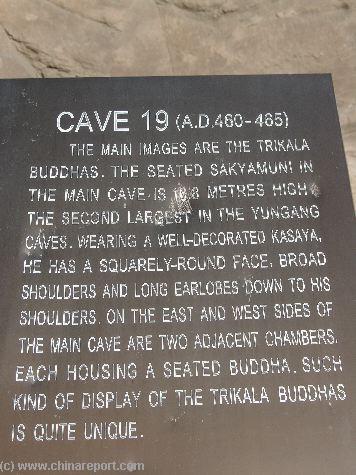 CAVE 19 (A.D.460-465)
THE MAIN IMAGES ARE THE TRIKALA
BUDDHAS. THE SEATED SAKYAMUNI IN
THE MAIN CAVE IS METRES HIGH
THE SECOND LARGEST IN THE YUNGANG
CAVES. WEARING A WELL-DECORATED KASAYA,
HE HAS A SQUARELY-ROUND FACE, BROAD
SHOULDERS AND LONG EARLOBES DOWN TO HIS
SHOULDERS. ON THE EAST AND WEST SIDES OF
THE MAIN CAVE ARE TWO ADJACENT CHAMBERS,
EACH HOUSING A SEATED BUDDHA. SUCH
KIND OF DISPLAY OF THE TRIKALA BUDDHAS
IS QUITE UNIQUE.
(c) www.chinareport.com